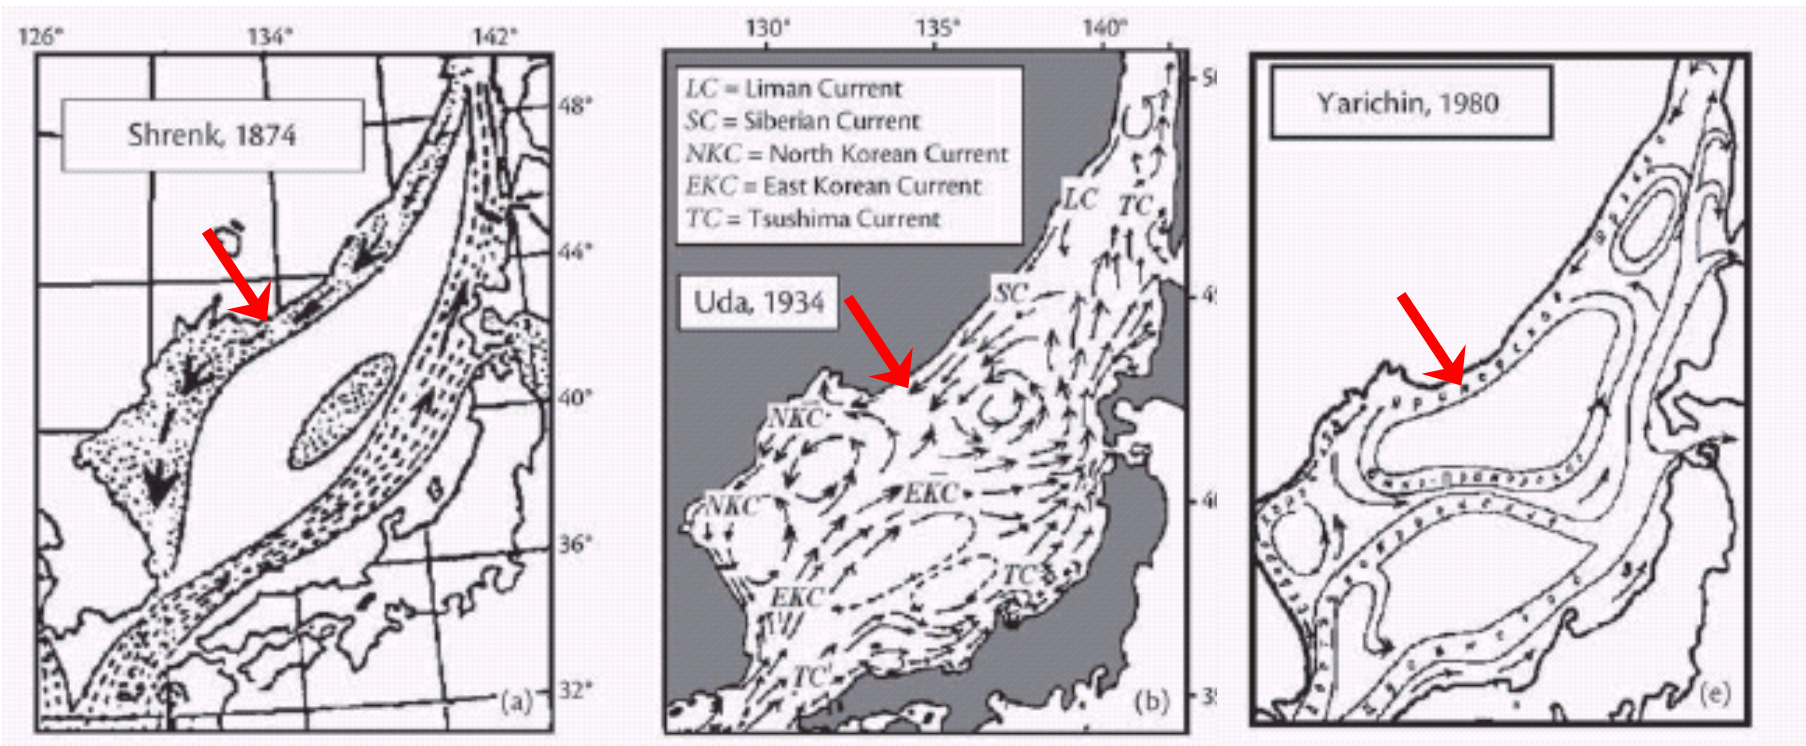 126°
134°
142°
Shrenk, 1874
48°
44°
40°
36°
32°
(a)
130°
135°
140°
LC = Liman Current
SC = Siberian Current
NKC = North Korean Current
EKC = East Korean Current
TC = Tsushima Current
LC
TC
SC
Uda, 1934
NKC
EKC
NKC
TC
EKC
TC
(b)
Yarichin, 1980
(e)